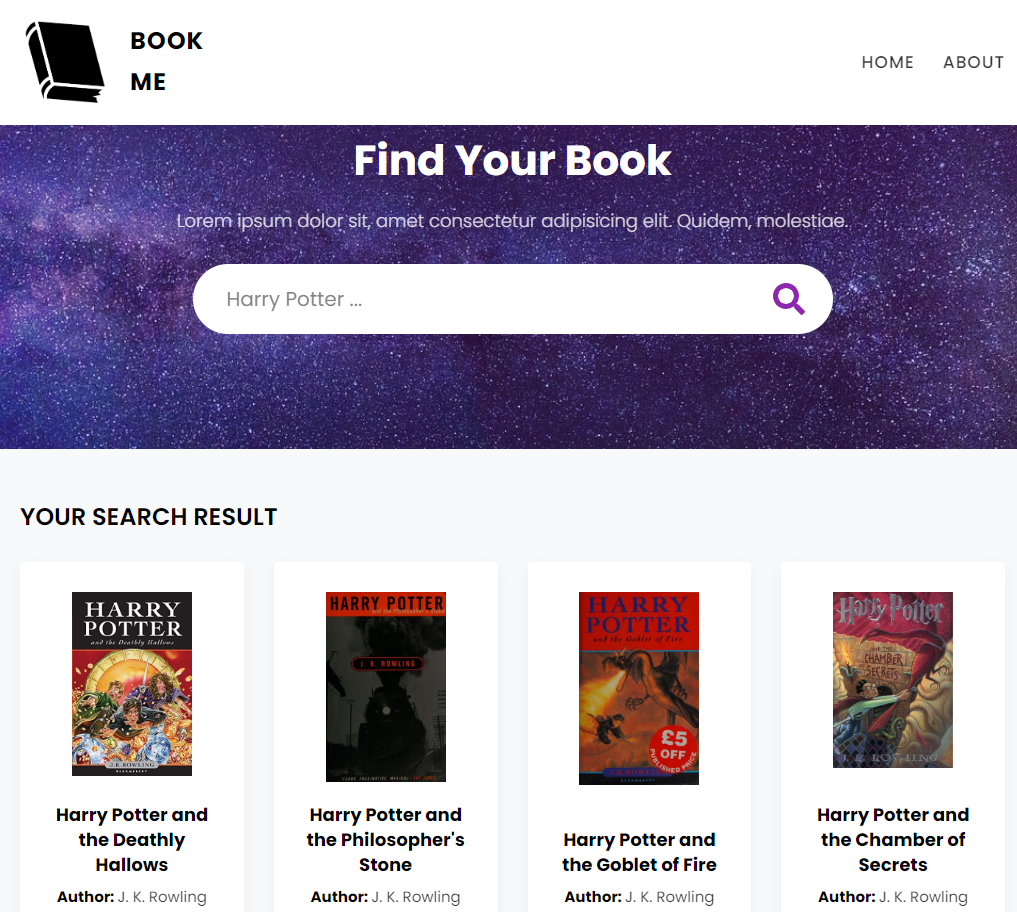 BOOK
ME
HOME ABOUT
Find Your Book
Lorem ipsum dolor sit, amet consectetur adipisicing elit. Quidem, molestiae.
Harry Potter ...
YOUR SEARCH RESULT
HARRY
POTTER
and the Deathly Hallows
J.K. ROWLING
BLOOMSBURY
Harry Potter and
the Deathly
Hallows
Author: J. K. Rowling
HARRY POTTER
and the Philosopher's Stone
J. K. ROWLING
Harry Potter and
the Philosopher's
Stone
Author: J. K. Rowling
HARRY
POTTER
and the Goblet of Fire
£5
OFF
PUBLISHED PRICE
J.K. ROWLING
BLOOMSBURY
Harry Potter and
the Goblet of Fire
Author: J. K. Rowling
Harry Potter
AND THE
CHAMBER
OF
SECRETS
J. K. ROWLING
Harry Potter and
the Chamber of
Secrets
Author: J. K. Rowling